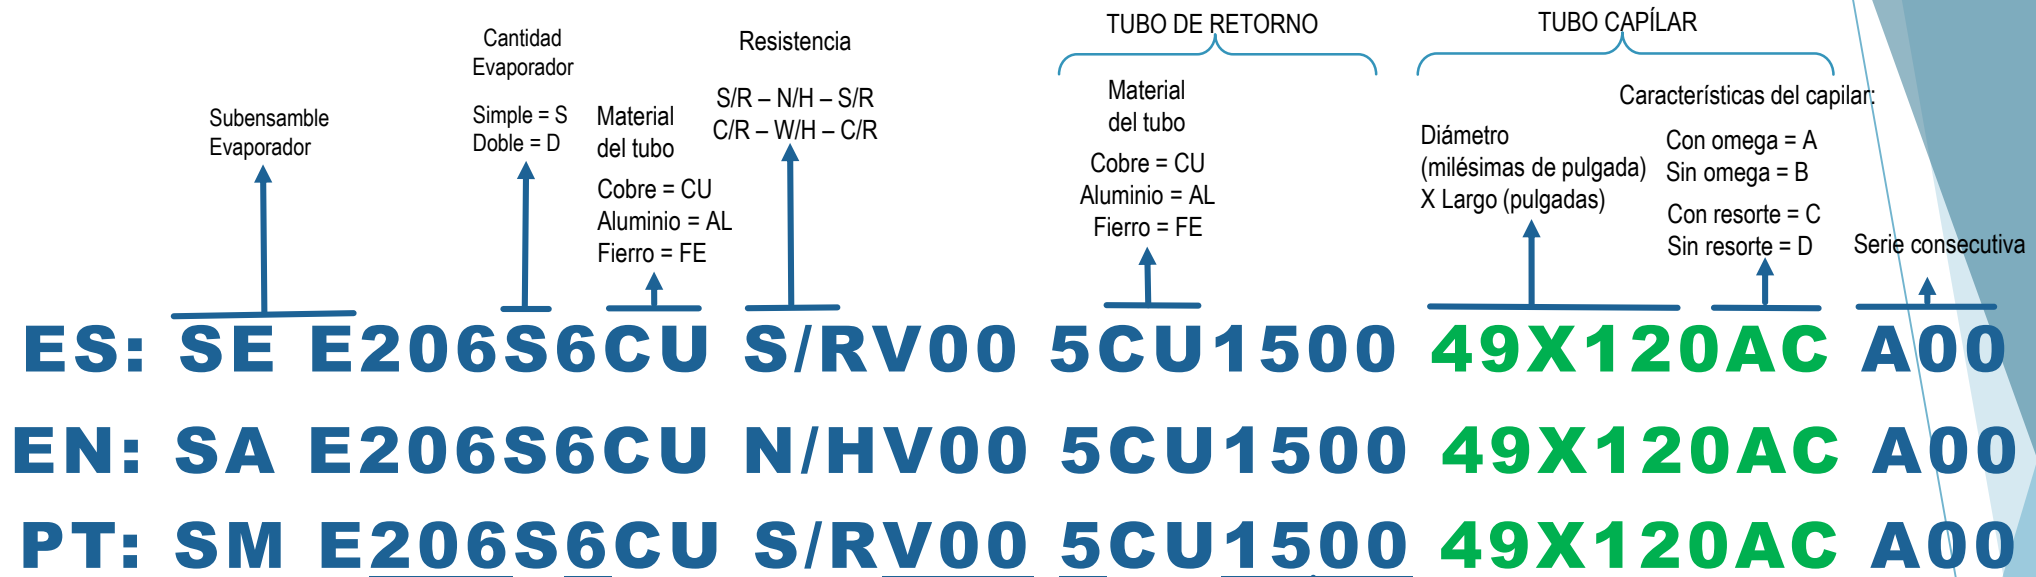 Cantidad
Evaporador
Simple = S
Doble = D
Resistencia
S/R – N/H – S/R
C/R – W/H – C/R
TUBO DE RETORNO
TUBO CAPÍLAR
Subensamble
Evaporador
Material
del tubo
Cobre = CU
Aluminio = AL
Fierro = FE
Material
del tubo
Cobre = CU
Aluminio = AL
Fierro = FE
Diámetro
(milésimas de pulgada)
X Largo (pulgadas)
Características del capilar:
Con omega = A
Sin omega = B
Con resorte = C
Sin resorte = D
Serie consecutiva
ES: SE E206S6CU S/RV00 5CU1500 49X120AC A00
EN: SA E206S6CU N/HV00 5CU1500 49X120AC A00
PT: SM E206S6CU S/RV00 5CU1500 49X120AC A00